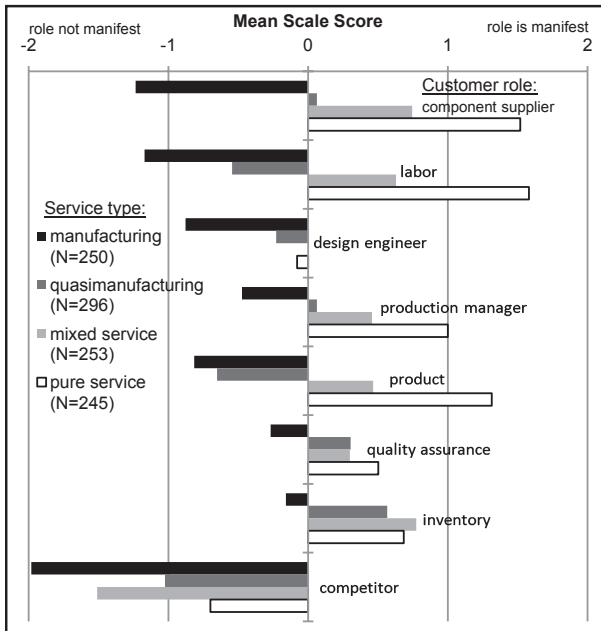 Mean Scale Score
role not manifest
role is manifest
-2
-1
0
1
2
Customer role:
component supplier
labor
Service type:
manufacturing
(N=250)
design engineer
quasimanufacturing
(N=296)
production manager
mixed service
(N=253)
product
pure service
(N=245)
quality assurance
inventory
competitor